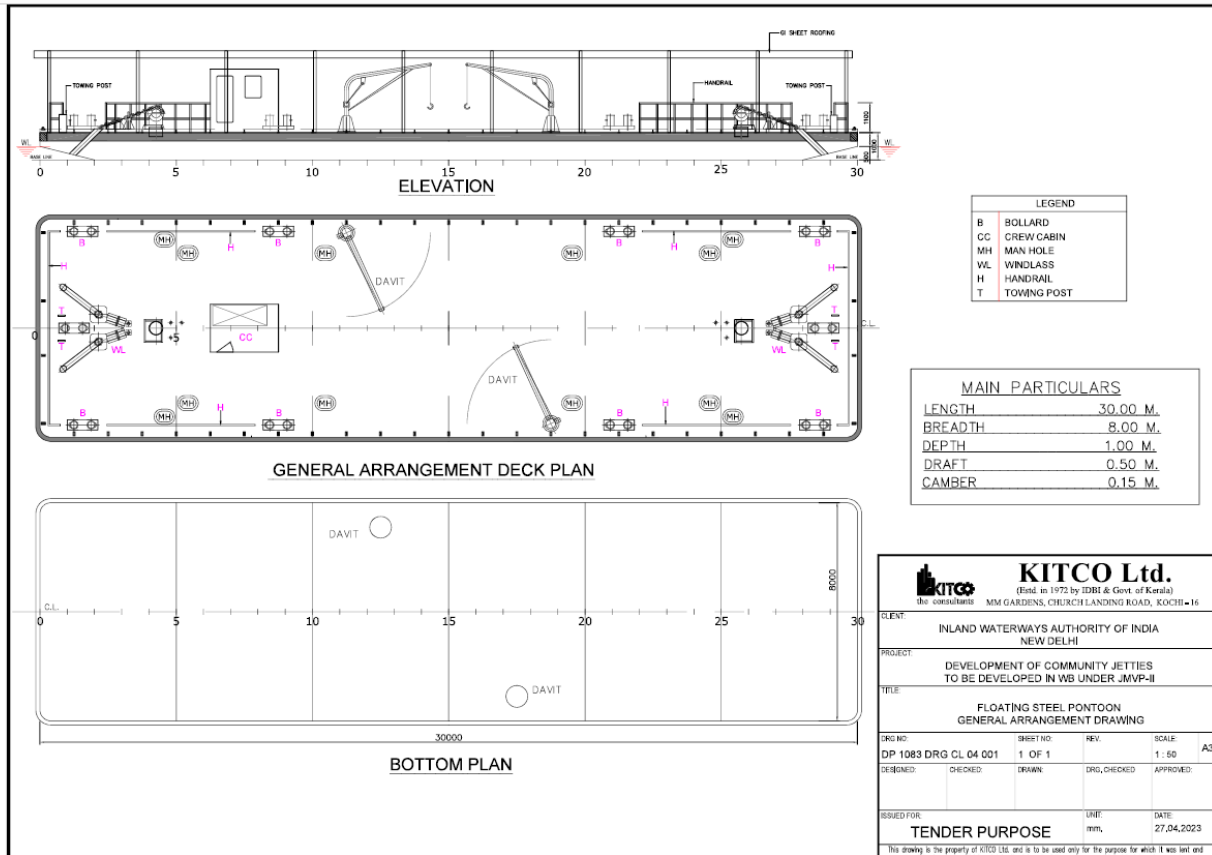 GI SHEET ROOFING
TOWING POST
HANDRAIL
TOWING POST
WL
WL
BASE LINE
BASE LINE
1100
500
1000
0 5 10 15 20 25 30
ELEVATION
B B B B
MH MH MH MH MH MH
H H
H H
DAVIT
T T
0 +5 C.L.
T T
WL CC WL
DAVIT
MH MH MH MH MH MH
H H
B B B B
GENERAL ARRANGEMENT DECK PLAN
DAVIT
8000
C.L.
0 5 10 15 20 25 30
DAVIT
30000
BOTTOM PLAN
LEGEND
B BOLLARD
CC CREW CABIN
MH MAN HOLE
WL WINDLASS
H HANDRAIL
T TOWING POST
MAIN PARTICULARS
LENGTH 30.00 M.
BREADTH 8.00 M.
DEPTH 1.00 M.
DRAFT 0.50 M.
CAMBER 0.15 M.
KITCO
the consultants
KITCO Ltd.
(Estd. in 1972 by IDBI & Govt. of Kerala)
MM GARDENS, CHURCH LANDING ROAD, KOCHI - 16
CLIENT:
INLAND WATERWAYS AUTHORITY OF INDIA
NEW DELHI
PROJECT:
DEVELOPMENT OF COMMUNITY JETTIES
TO BE DEVELOPED IN WB UNDER JMVP-II
TITLE:
FLOATING STEEL PONTOON
GENERAL ARRANGEMENT DRAWING
DRG NO: SHEET NO: REV. SCALE: A3
DP 1083 DRG CL 04 001 1 OF 1 1 : 50
DESIGNED: CHECKED: DRAWN: DRG. CHECKED APPROVED:
ISSUED FOR: UNIT: DATE:
TENDER PURPOSE mm. 27.04.2023
This drawing is the property of KITCO Ltd. and is to be used only for the purpose for which it was lent and